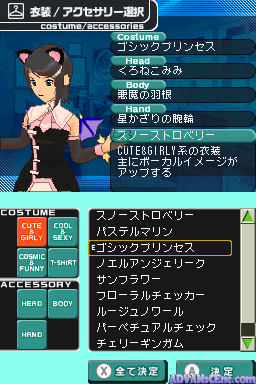 衣装/アクセサリー選択
costume/accessories
Costume
ゴシックプリンセス
Head
くろねこみみ
Body
悪魔の羽根
Hand
星かざりの腕輪
スノーストロベリー
CUTE&GIRLY系の衣装
主にボーカルイメージが
アップする
COSTUME
CUTE & GIRLY
COOL & SEXY
COSMIC & FUNNY
T-SHIRT
ACCESSORY
HEAD
BODY
HAND
スノーストロベリー
パステルマリン
E ゴシックプリンセス
ノエルアンジェリーク
サンフラワー
フローラルチェッカー
ルージュノワール
パーペチュアルチェック
チェリーギンガム
X 全て決定
A 決定
ADVANsCEne.com